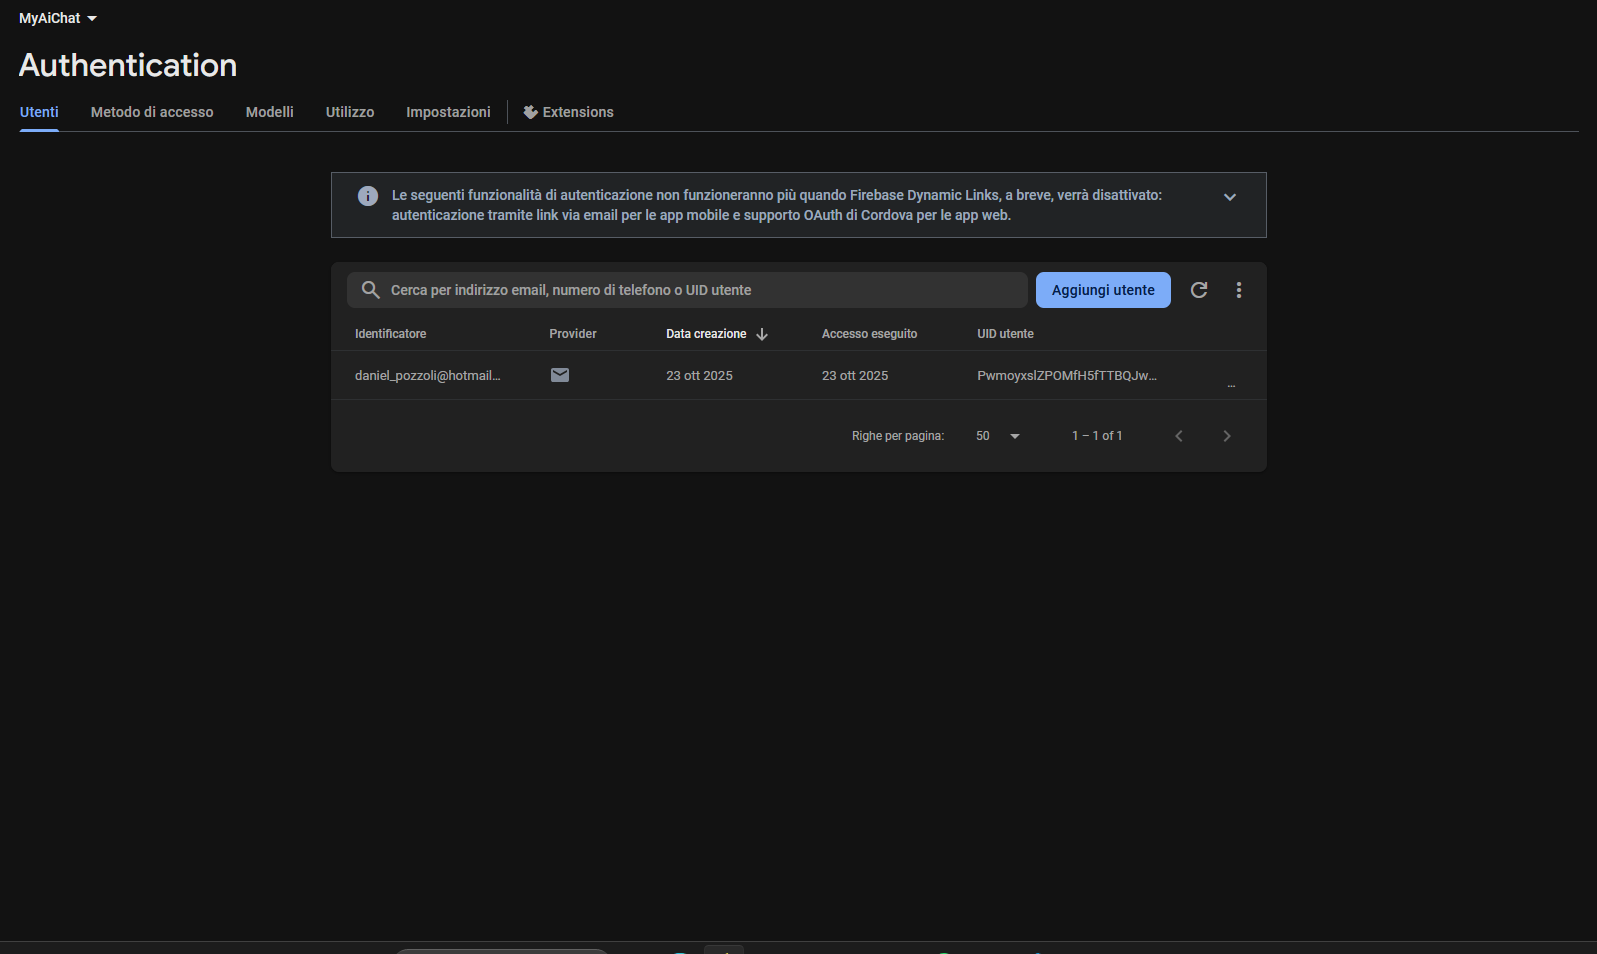 MyAiChat
Authentication
Utenti Metodo di accesso Modelli Utilizzo Impostazioni Extensions
Le seguenti funzionalità di autenticazione non funzioneranno più quando Firebase Dynamic Links, a breve, verrà disattivato:
autenticazione tramite link via email per le app mobile e supporto OAuth di Cordova per le app web.
Cerca per indirizzo email, numero di telefono o UID utente Aggiungi utente
Identificatore Provider Data creazione Accesso eseguito UID utente
daniel_pozzoli@hotmail... 23 ott 2025 23 ott 2025 PwmoyxslZPOMfH5fTTBQJw... ...
Righe per pagina: 50 1 – 1 of 1